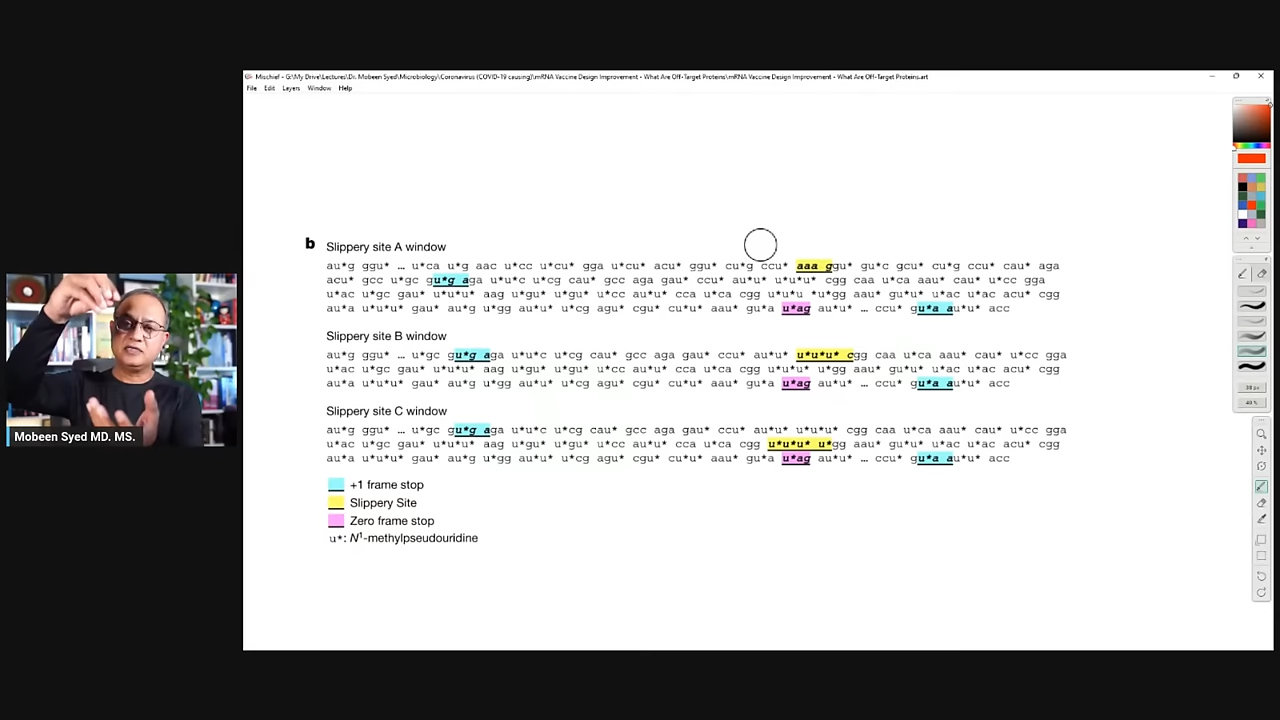 Mischief - G:\My Drive\Lectures\Dr. Mobeen Syed\Microbiology\Coronavirus (COVID-19 causing)\mRNA Vaccine Design Improvement - What Are Off-Target Proteins\mRNA Vaccine Design Improvement - What Are Off-Target Proteins.art
File Edit Layers Window Help
b Slippery site A window
au*g ggu* … u*ca u*g aac u*cc u*cu* gga u*cu* acu* ggu* cu*g ccu* aaa ggu* gu*c gcu* cu*g ccu* cau* aga
acu* gcc u*gc gu*g aga u*u*c u*cg cau* gcc aga gau* ccu* au*u* u*u*u* cgg caa u*ca aau* cau* u*cc gga
u*ac u*gc gau* u*u*u* aag u*gu* u*gu* u*cc au*u* cca u*ca cgg u*u*u *u*gg aau* gu*u* u*ac u*ac acu* cgg
au*a u*u*u* gau* au*g u*gg au*u* u*cg agu* cgu* cu*u* aau* gu*a u*ag au*u* … ccu* gu*a au*u* acc
Slippery site B window
au*g ggu* … u*gc gu*g aga u*u*c u*cg cau* gcc aga gau* ccu* au*u* u*u*u* cgg caa u*ca aau* cau* u*cc gga
u*ac u*gc gau* u*u*u* aag u*gu* u*gu* u*cc au*u* cca u*ca cgg u*u*u* u*gg aau* gu*u* u*ac u*ac acu* cgg
au*a u*u*u* gau* au*g u*gg au*u* u*cg agu* cgu* cu*u* aau* gu*a u*ag au*u* … ccu* gu*a au*u* acc
Slippery site C window
au*g ggu* … u*gc gu*g aga u*u*c u*cg cau* gcc aga gau* ccu* au*u* u*u*u* cgg caa u*ca aau* cau* u*cc gga
u*ac u*gc gau* u*u*u* aag u*gu* u*gu* u*cc au*u* cca u*ca cgg u*u*u* u*gg aau* gu*u* u*ac u*ac acu* cgg
au*a u*u*u* gau* au*g u*gg au*u* u*cg agu* cgu* cu*u* aau* gu*a u*ag au*u* … ccu* gu*a au*u* acc
+1 frame stop
Slippery Site
Zero frame stop
u*: N1-methylpseudouridine
Mobeen Syed MD. MS.